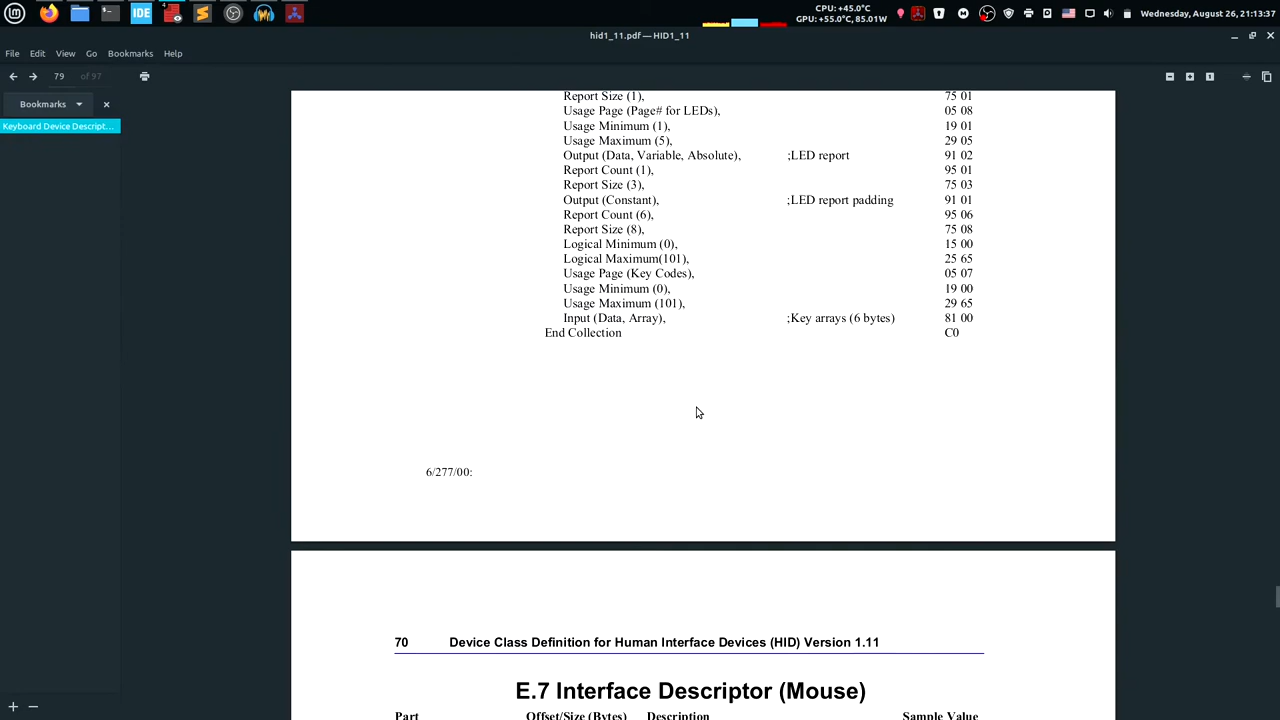 IDE
CPU: +45.0°C
GPU: +55.0°C, 85.01W
Wednesday, August 26, 21:13:37
hid1_11.pdf — HID1_11
File Edit View Go Bookmarks Help
79 of 97
Bookmarks
Keyboard Device Descript...
Report Size (1), 75 01
Usage Page (Page# for LEDs), 05 08
Usage Minimum (1), 19 01
Usage Maximum (5), 29 05
Output (Data, Variable, Absolute), ;LED report 91 02
Report Count (1), 95 01
Report Size (3), 75 03
Output (Constant), ;LED report padding 91 01
Report Count (6), 95 06
Report Size (8), 75 08
Logical Minimum (0), 15 00
Logical Maximum(101), 25 65
Usage Page (Key Codes), 05 07
Usage Minimum (0), 19 00
Usage Maximum (101), 29 65
Input (Data, Array), ;Key arrays (6 bytes) 81 00
End Collection C0
6/277/00:
70 Device Class Definition for Human Interface Devices (HID) Version 1.11
E.7 Interface Descriptor (Mouse)
Part Offset/Size (Bytes) Description Sample Value